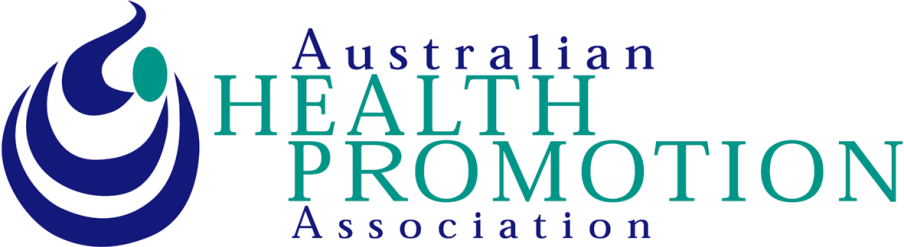 Australian
HEALTH
PROMOTION
Association